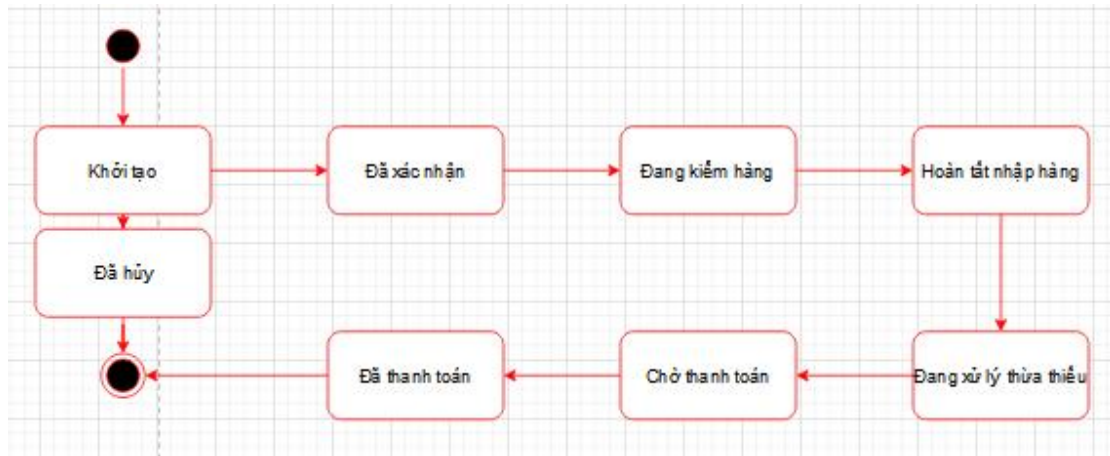 Khởi tạo
Đã xác nhận
Đang kiểm hàng
Hoàn tất nhập hàng
Đã hủy
Đã thanh toán
Chờ thanh toán
Đang xử lý thừa thiếu